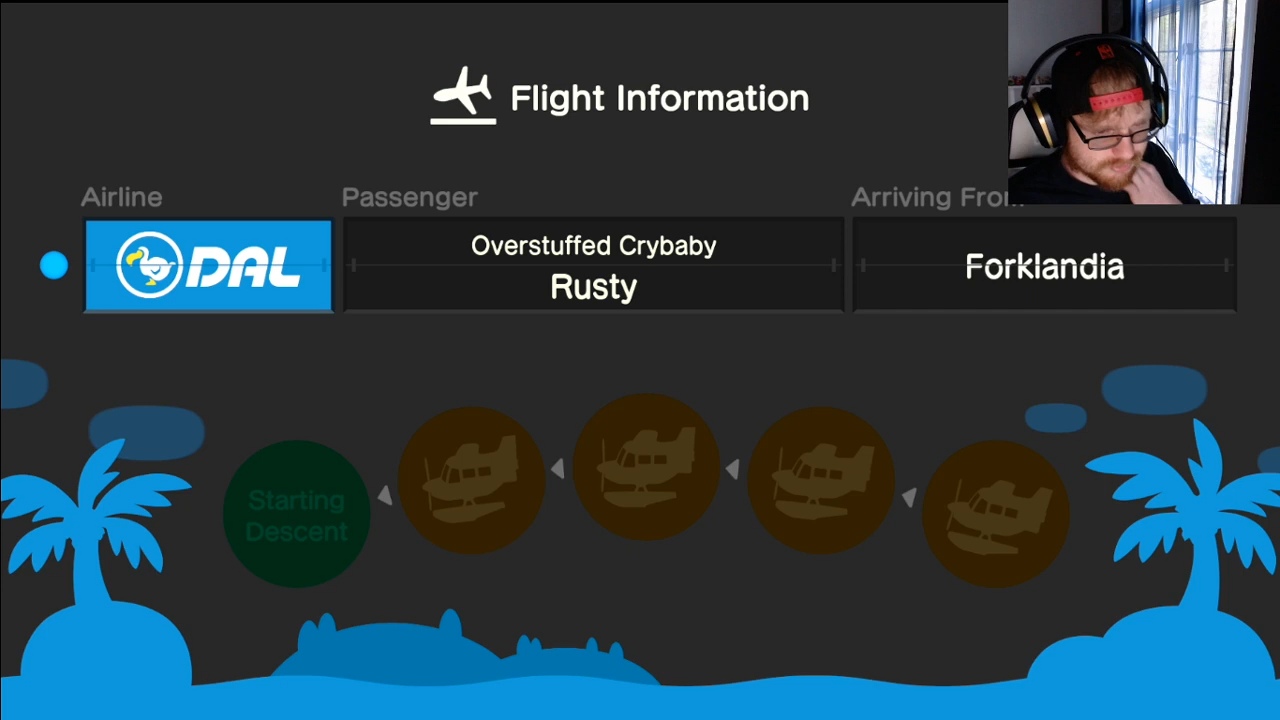 Flight Information
Airline
Passenger
Arriving From
DAL
Overstuffed Crybaby
Rusty
Forklandia
Starting
Descent